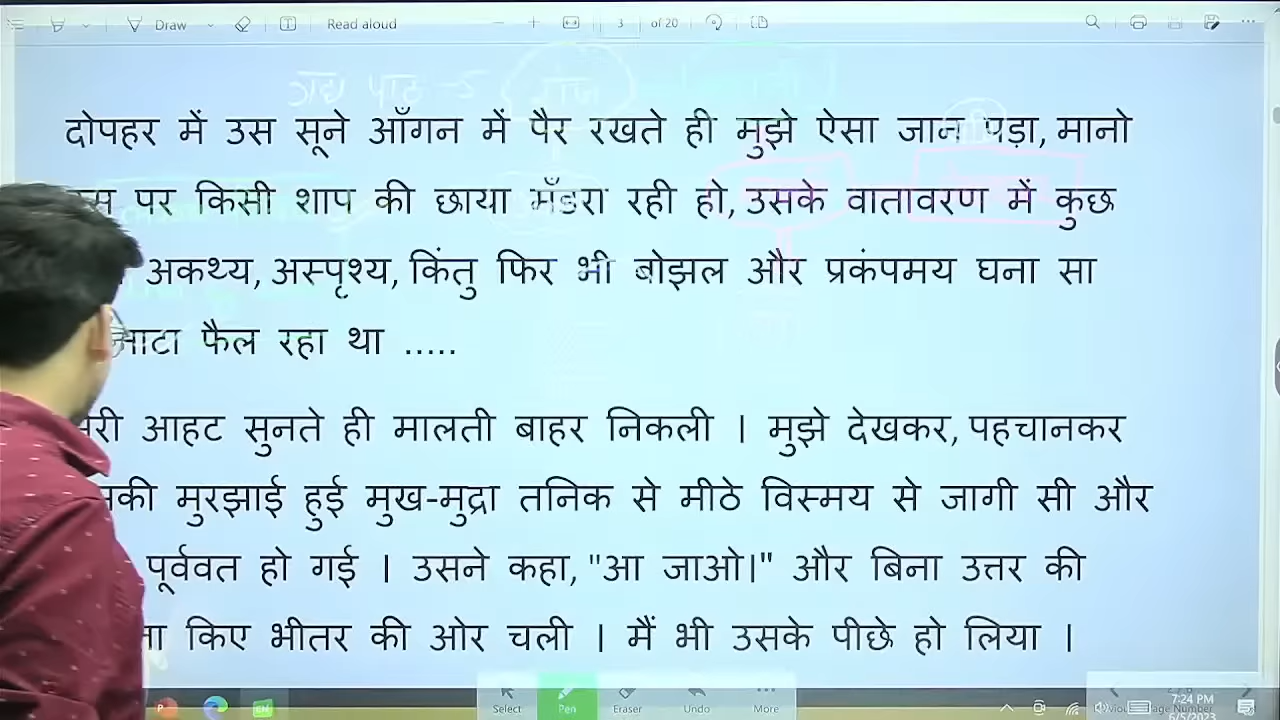 Draw
Read aloud
3 of 20
गद्य पाठ - 5
दोपहर में उस सूने आँगन में पैर रखते ही मुझे ऐसा जान पड़ा, मानो
पर किसी शाप की छाया मँडरा रही हो, उसके वातावरण में कुछ
अकथ्य, अस्पृश्य, किंतु फिर भी बोझल और प्रकंपमय घना सा
फैल रहा था .....
आहट सुनते ही मालती बाहर निकली । मुझे देखकर, पहचानकर
मुरझाई हुई मुख-मुद्रा तनिक से मीठे विस्मय से जागी सी और
पूर्ववत हो गई । उसने कहा, "आ जाओ।" और बिना उत्तर की
किए भीतर की ओर चली । मैं भी उसके पीछे हो लिया ।
Select
Pen
Eraser
Undo
More
7:24 PM